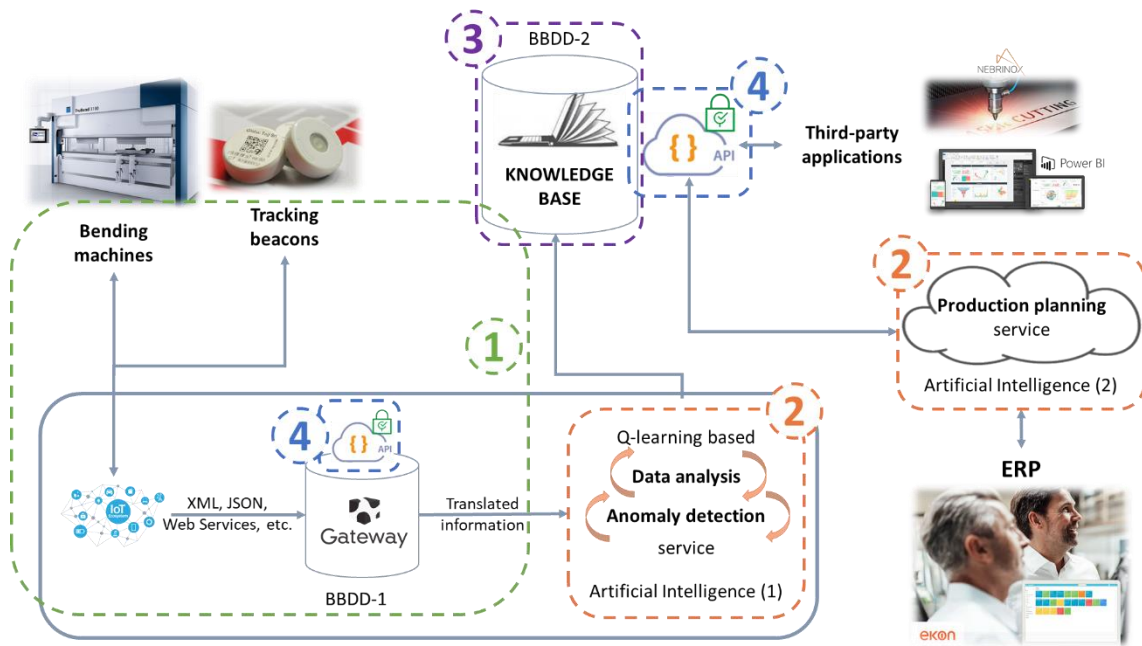 3
BBDD-2
KNOWLEDGE
BASE
4
{ }
API
Third-party
applications
NEBRINOX
CUTTING
Power BI
Bending
machines
Tracking
beacons
1
2
Production planning
service
Artificial Intelligence (2)
ERP
ekon
4
{ }
API
IoT
XML, JSON,
Web Services, etc.
Gateway
BBDD-1
Translated
information
2
Q-learning based
Data analysis
Anomaly detection
service
Artificial Intelligence (1)